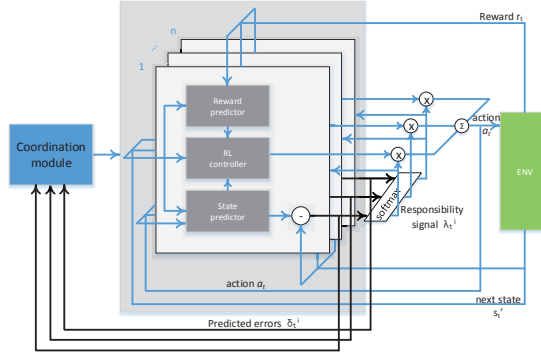 n
...
1
Reward rₜ
Reward
predictor
RL
controller
State
predictor
Coordination
module
X
X
X
Σ
-
action
aₜ
ENV
softmax
Responsibility
signal λₜⁱ
action aₜ
next state
sₜ'
Predicted errors δₜⁱ